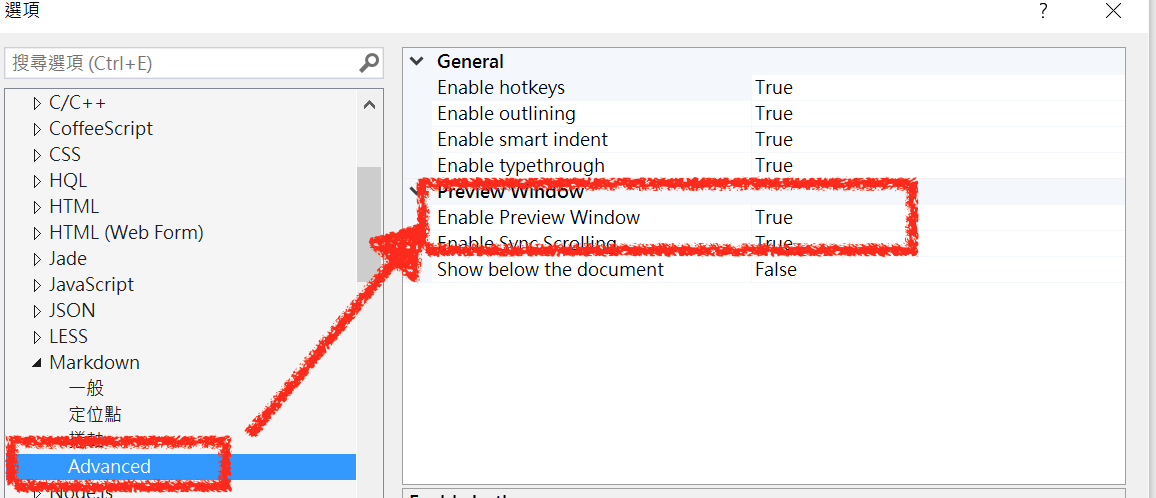 選項
?
搜尋選項 (Ctrl+E)
C/C++
CoffeeScript
CSS
HQL
HTML
HTML (Web Form)
Jade
JavaScript
JSON
LESS
Markdown
一般
定位點
捲軸
Advanced
Node.js
General
Enable hotkeys True
Enable outlining True
Enable smart indent True
Enable typethrough True
Preview Window
Enable Preview Window True
Enable Sync Scrolling True
Show below the document False